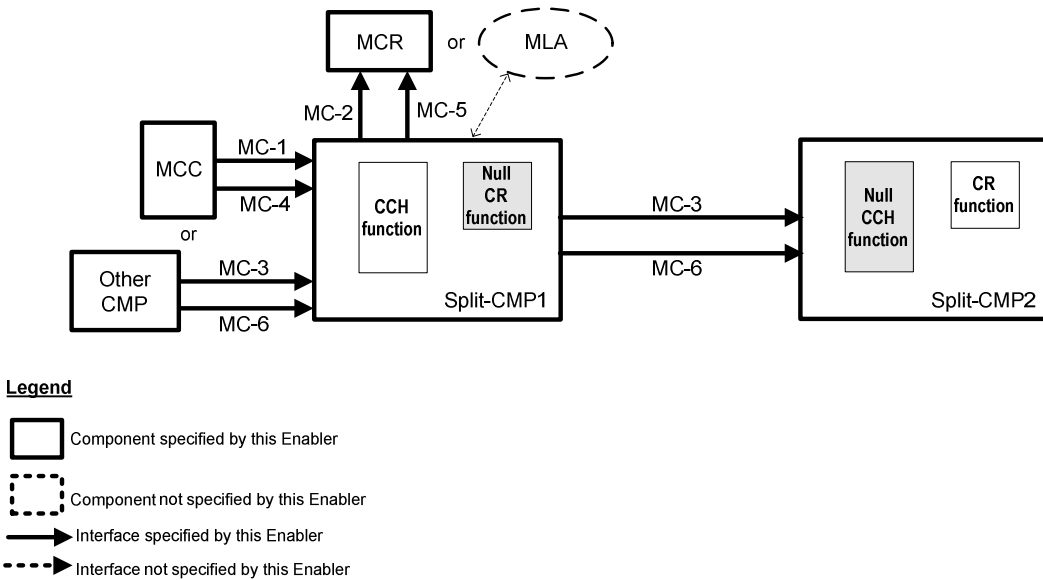 MCR
or
MLA
MC-2
MC-5
MCC
MC-1
MC-4
or
Other
CMP
MC-3
MC-6
CCH
function
Null
CR
function
Split-CMP1
MC-3
MC-6
Null
CCH
function
CR
function
Split-CMP2
Legend
Component specified by this Enabler
Component not specified by this Enabler
Interface specified by this Enabler
Interface not specified by this Enabler